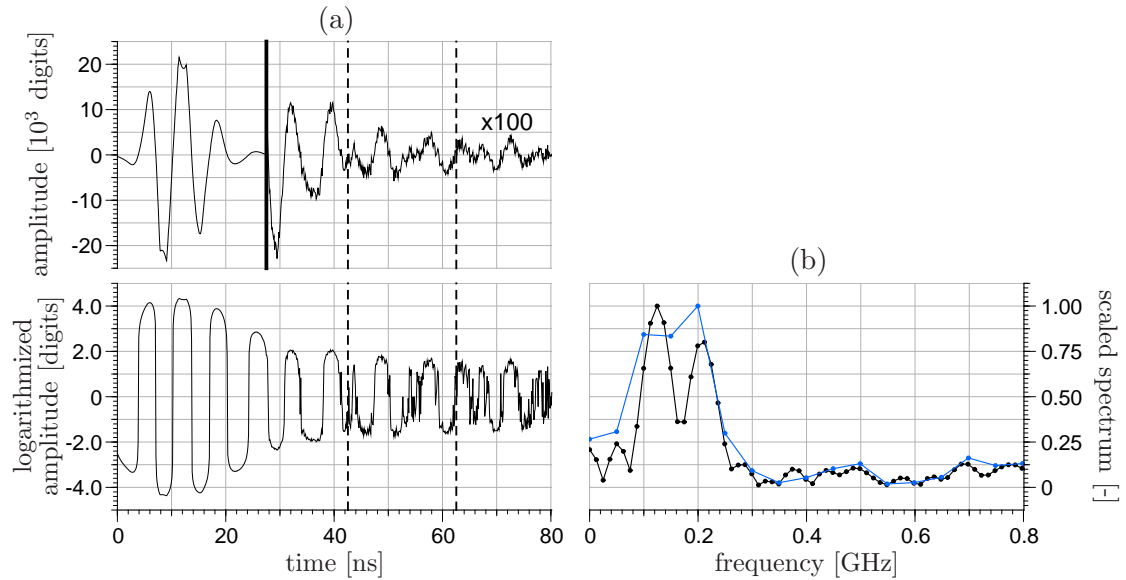 (a)
amplitude [10³ digits]
20
10
0
-10
-20
x100
logarithmized
amplitude [digits]
4.0
2.0
0
-2.0
-4.0
0 20 40 60 80
time [ns]
(b)
1.00
0.75
0.50
0.25
0
scaled spectrum [-]
0 0.2 0.4 0.6 0.8
frequency [GHz]